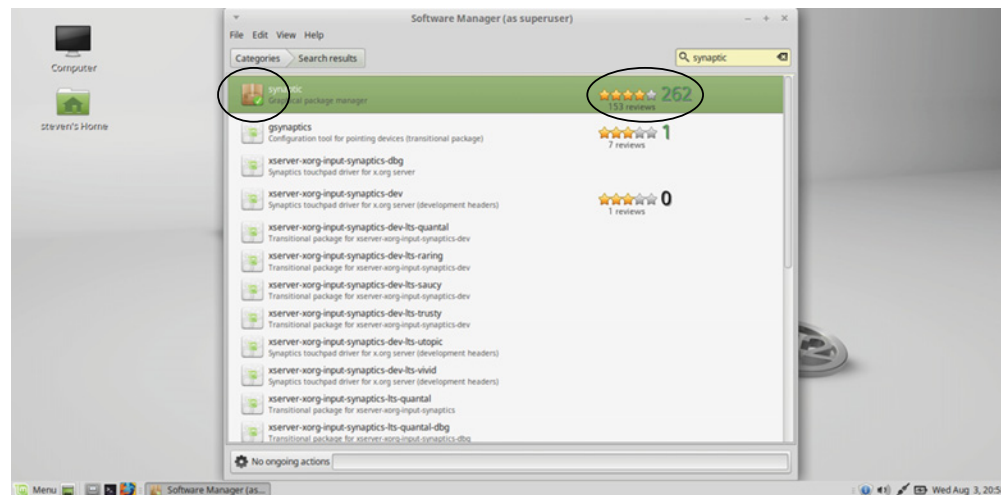 Software Manager (as superuser)
File Edit View Help
Categories Search results
synaptic
Computer
steven's Home
synaptic
Graphical package manager
262
153 reviews
gsynaptics
Configuration tool for pointing devices (transitional package)
1
7 reviews
xserver-xorg-input-synaptics-dbg
Synaptics touchpad driver for x.org server
xserver-xorg-input-synaptics-dev
Synaptics touchpad driver for x.org server (development headers)
0
1 reviews
xserver-xorg-input-synaptics-dev-lts-quantal
Transitional package for xserver-xorg-input-synaptics-dev
xserver-xorg-input-synaptics-dev-lts-raring
Transitional package for xserver-xorg-input-synaptics-dev
xserver-xorg-input-synaptics-dev-lts-saucy
Transitional package for xserver-xorg-input-synaptics-dev
xserver-xorg-input-synaptics-dev-lts-trusty
Transitional package for xserver-xorg-input-synaptics-dev
xserver-xorg-input-synaptics-dev-lts-utopic
Synaptics touchpad driver for x.org server (development headers)
xserver-xorg-input-synaptics-dev-lts-vivid
Synaptics touchpad driver for x.org server (development headers)
xserver-xorg-input-synaptics-lts-quantal
Transitional package for xserver-xorg-input-synaptics
xserver-xorg-input-synaptics-lts-quantal-dbg
Transitional package for xserver-xorg-input-synaptics-dbg
No ongoing actions
Menu
Software Manager (as...
Wed Aug 3, 20:5